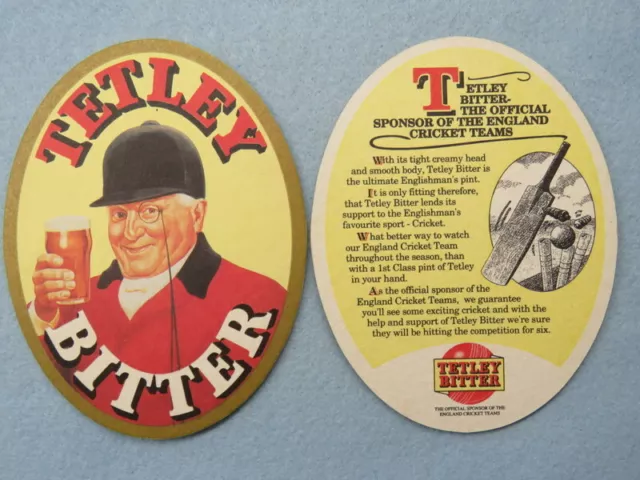 TETLEY
BITTER
TETLEY
BITTER-
THE OFFICIAL
SPONSOR OF THE ENGLAND
CRICKET TEAMS
With its tight creamy head
and smooth body, Tetley Bitter is
the ultimate Englishman's pint.
It is only fitting therefore,
that Tetley Bitter lends its
support to the Englishman's
favourite sport - Cricket.
What better way to watch
our England Cricket Team
throughout the season, than
with a 1st Class pint of Tetley
in your hand.
As the official sponsor of the
England Cricket Teams, we guarantee
you'll see some exciting cricket and with the
help and support of Tetley Bitter we're sure
they will be hitting the competition for six.
TETLEY
BITTER
THE OFFICIAL SPONSOR OF THE
ENGLAND CRICKET TEAMS